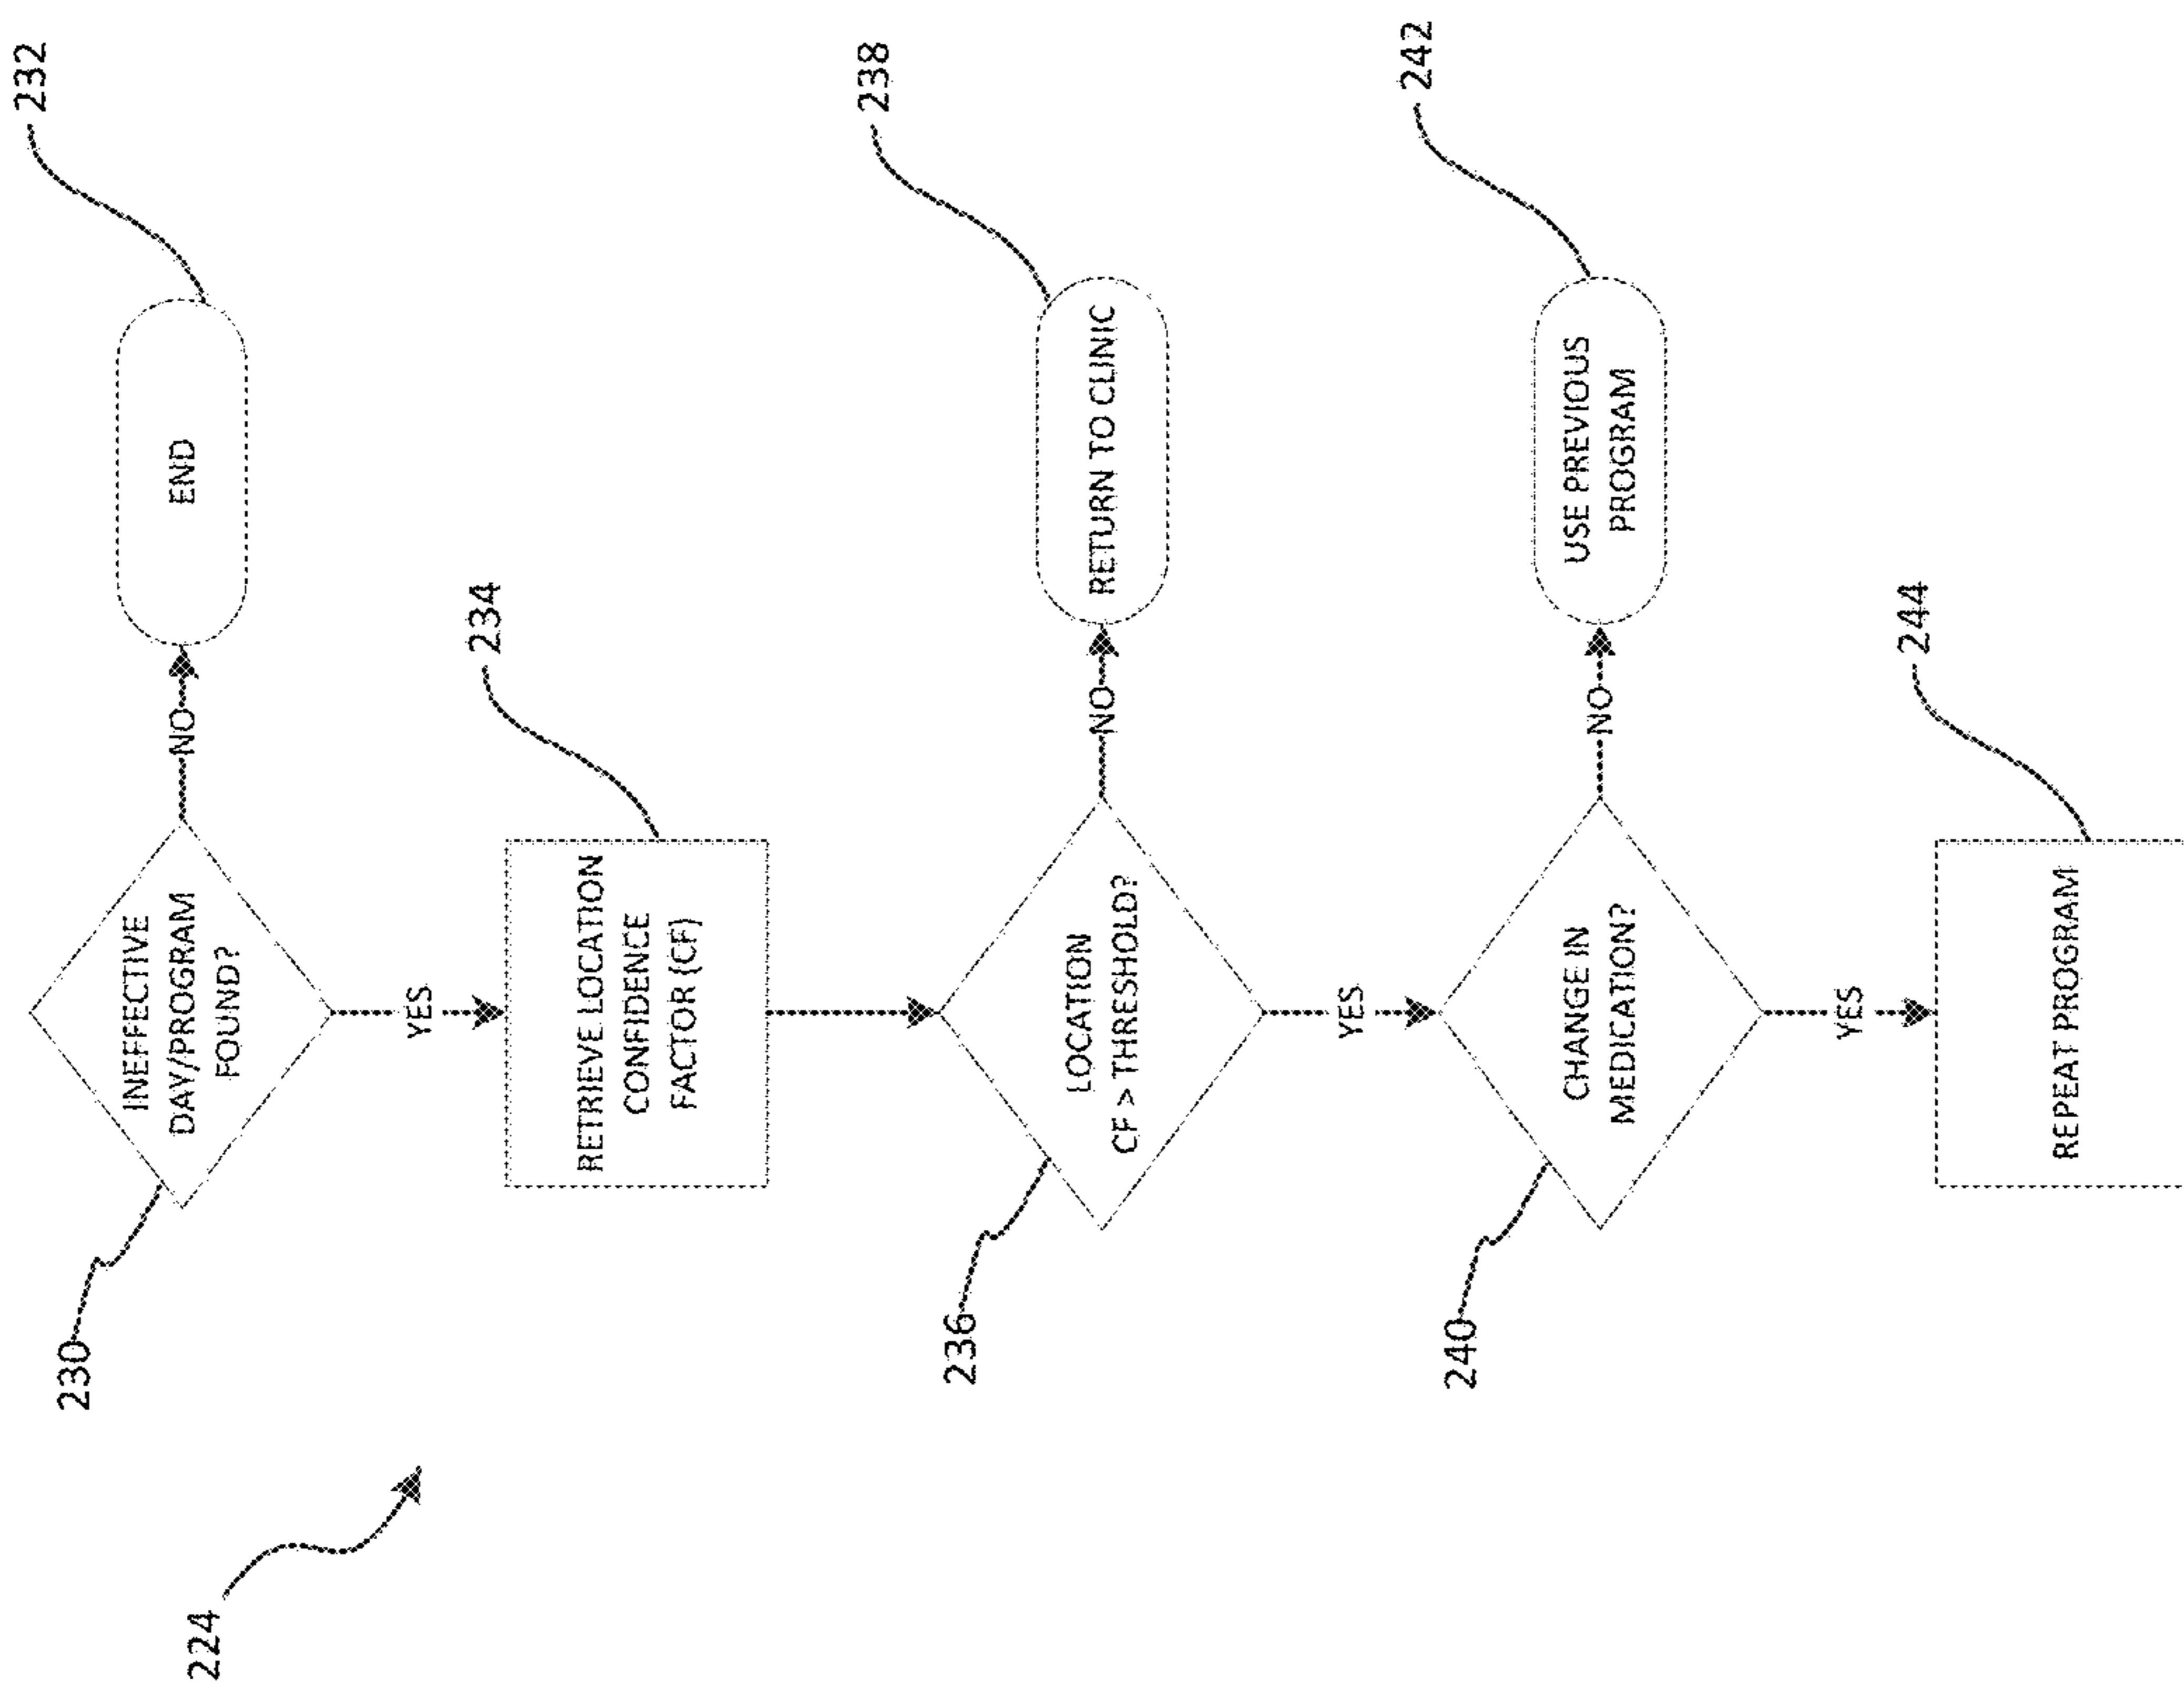 224
230
INEFFECTIVE
DAY/PROGRAM
FOUND?
NO
END
232
YES
RETRIEVE LOCATION
CONFIDENCE
FACTOR (CF)
234
236
LOCATION
CF > THRESHOLD?
NO
RETURN TO CLINIC
238
YES
240
CHANGE IN
MEDICATION?
NO
USE PREVIOUS
PROGRAM
242
YES
REPEAT PROGRAM
244